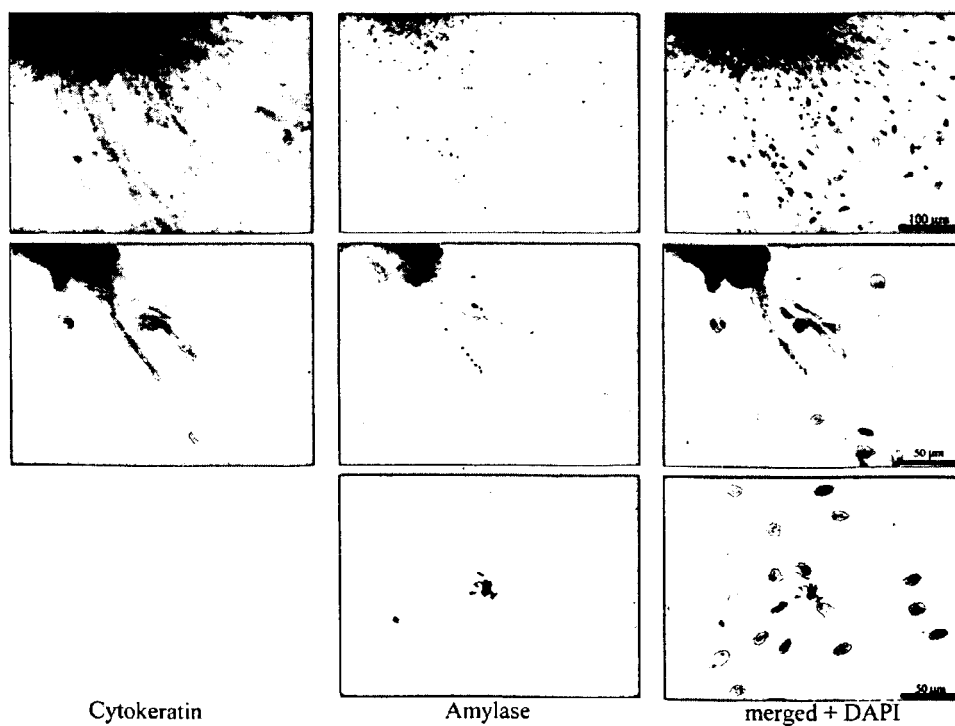 100 µm
50 µm
50 µm
Cytokeratin
Amylase
merged + DAPI